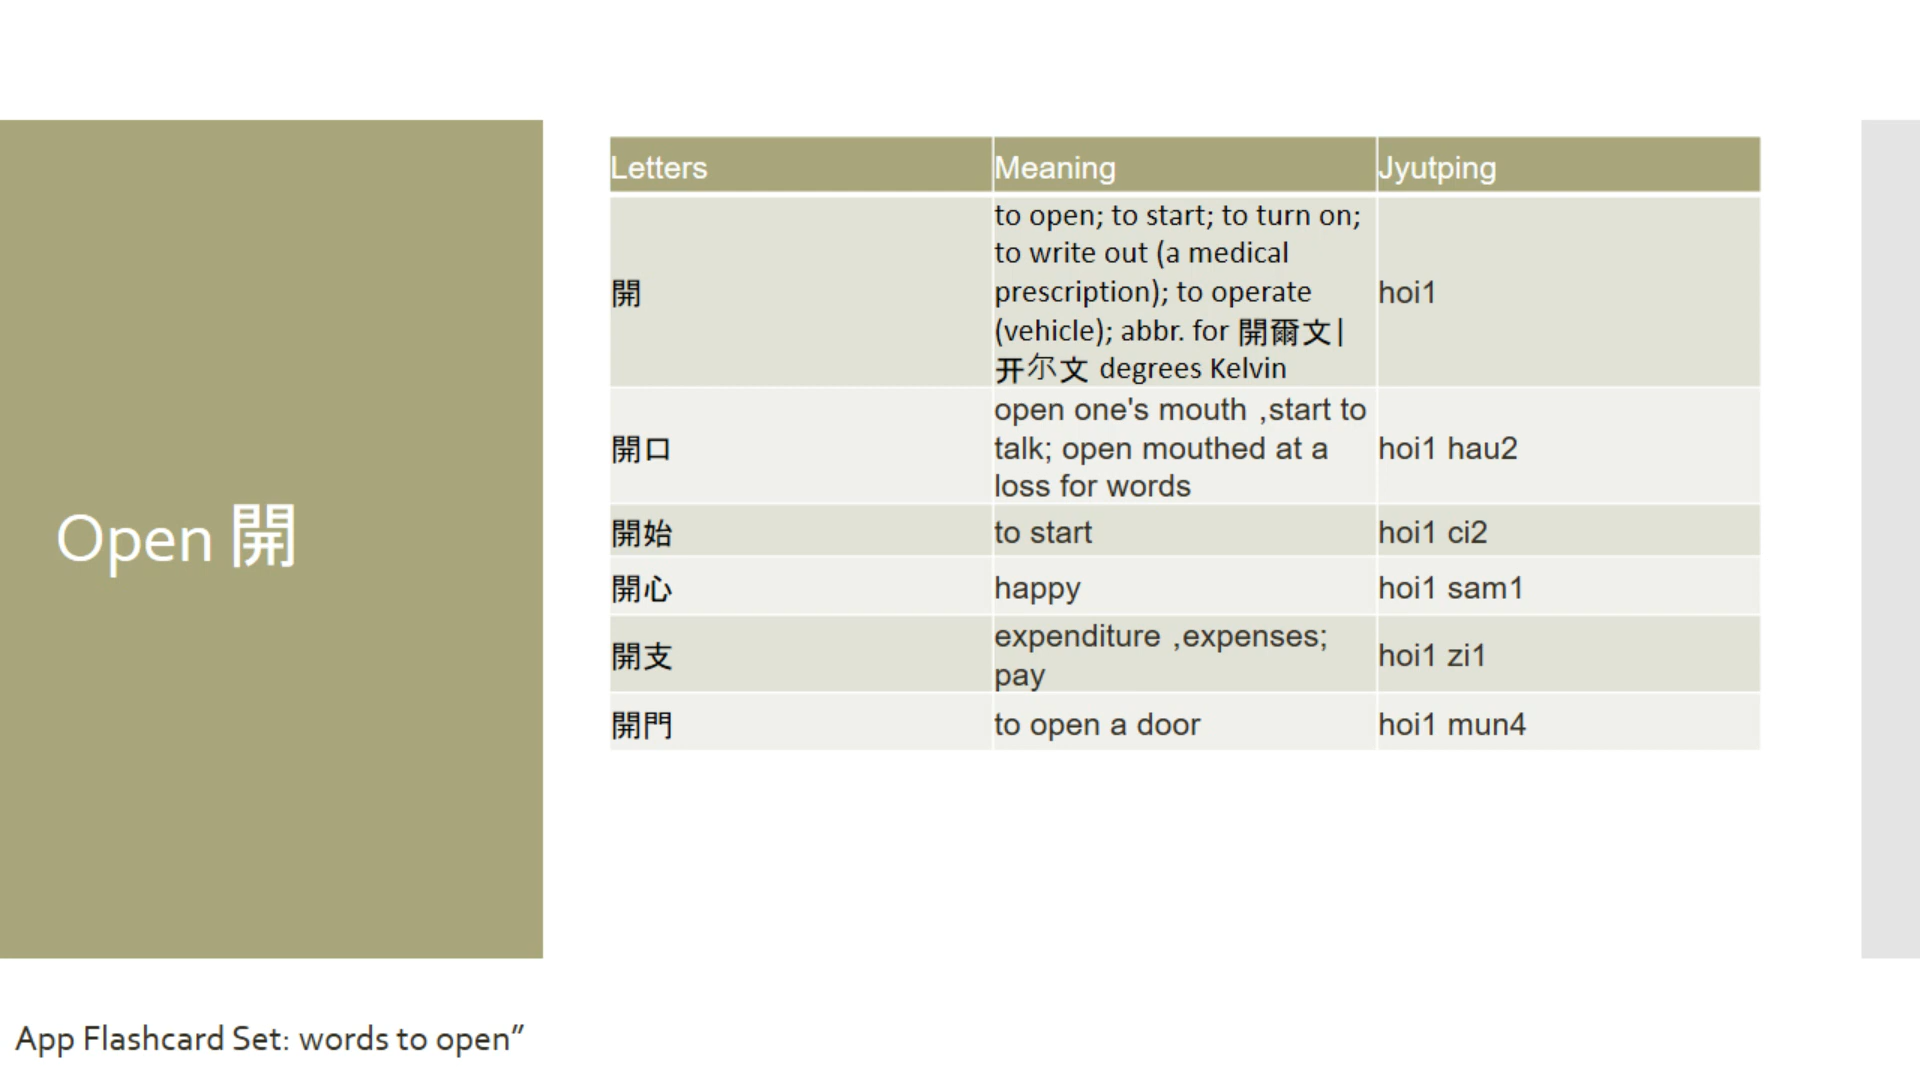 Open 開
Letters Meaning Jyutping
開 to open; to start; to turn on; to write out (a medical prescription); to operate (vehicle); abbr. for 開爾文|开尔文 degrees Kelvin hoi1
開口 open one's mouth ,start to talk; open mouthed at a loss for words hoi1 hau2
開始 to start hoi1 ci2
開心 happy hoi1 sam1
開支 expenditure ,expenses; pay hoi1 zi1
開門 to open a door hoi1 mun4
App Flashcard Set: words to open”